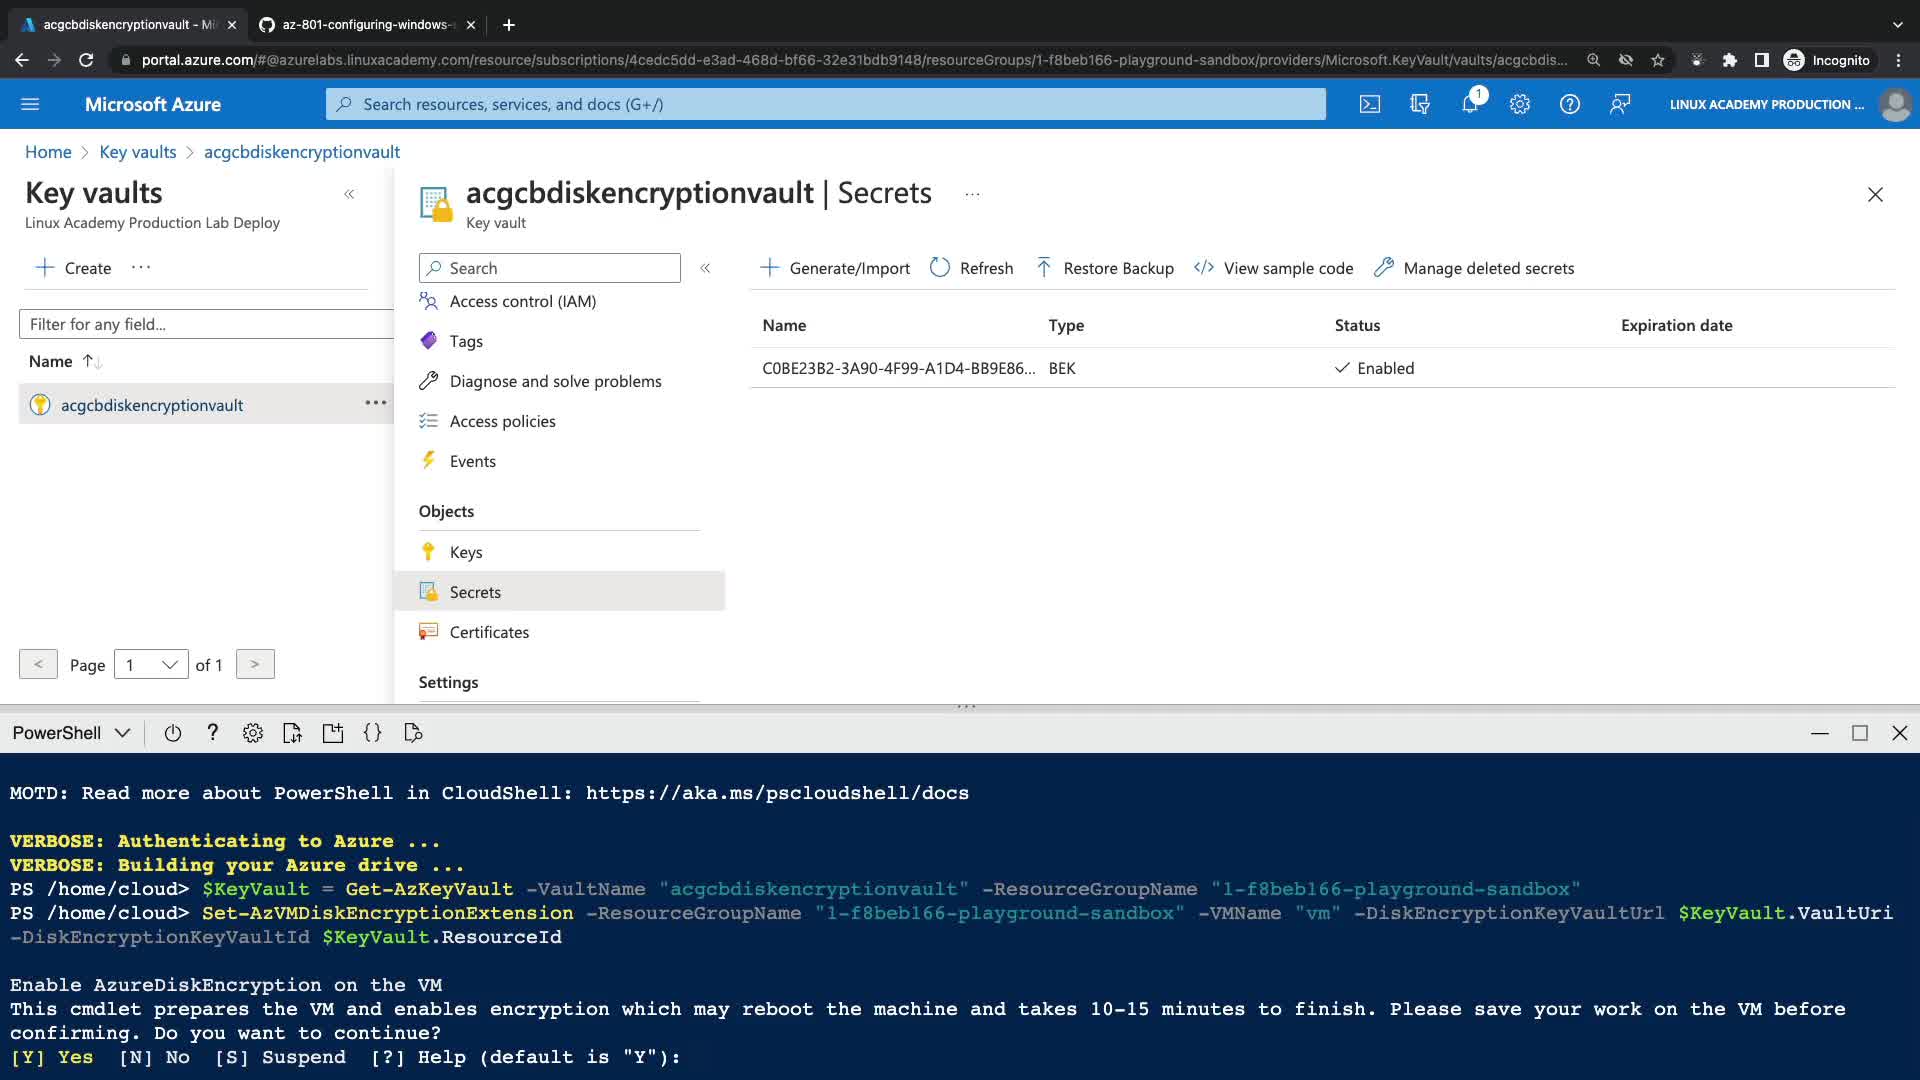 acgcbdiskencryptionvault - Mi
az-801-configuring-windows-s
portal.azure.com/#@azurelabs.linuxacademy.com/resource/subscriptions/4cedc5dd-e3ad-468d-bf66-32e31bdb9148/resourceGroups/1-f8beb166-playground-sandbox/providers/Microsoft.KeyVault/vaults/acgcbdis...
Incognito
Microsoft Azure
Search resources, services, and docs (G+/)
1
LINUX ACADEMY PRODUCTION ...
Home > Key vaults > acgcbdiskencryptionvault
Key vaults
Linux Academy Production Lab Deploy
Create
Filter for any field...
Name
acgcbdiskencryptionvault
< Page 1 of 1 >
acgcbdiskencryptionvault | Secrets
Key vault
Search
Access control (IAM)
Tags
Diagnose and solve problems
Access policies
Events
Objects
Keys
Secrets
Certificates
Settings
Generate/Import Refresh Restore Backup View sample code Manage deleted secrets
Name Type Status Expiration date
C0BE23B2-3A90-4F99-A1D4-BB9E86... BEK Enabled
PowerShell
MOTD: Read more about PowerShell in CloudShell: https://aka.ms/pscloudshell/docs
VERBOSE: Authenticating to Azure ...
VERBOSE: Building your Azure drive ...
PS /home/cloud> $KeyVault = Get-AzKeyVault -VaultName "acgcbdiskencryptionvault" -ResourceGroupName "1-f8beb166-playground-sandbox"
PS /home/cloud> Set-AzVMDiskEncryptionExtension -ResourceGroupName "1-f8beb166-playground-sandbox" -VMName "vm" -DiskEncryptionKeyVaultUrl $KeyVault.VaultUri
-DiskEncryptionKeyVaultId $KeyVault.ResourceId
Enable AzureDiskEncryption on the VM
This cmdlet prepares the VM and enables encryption which may reboot the machine and takes 10-15 minutes to finish. Please save your work on the VM before
confirming. Do you want to continue?
[Y] Yes [N] No [S] Suspend [?] Help (default is "Y"):